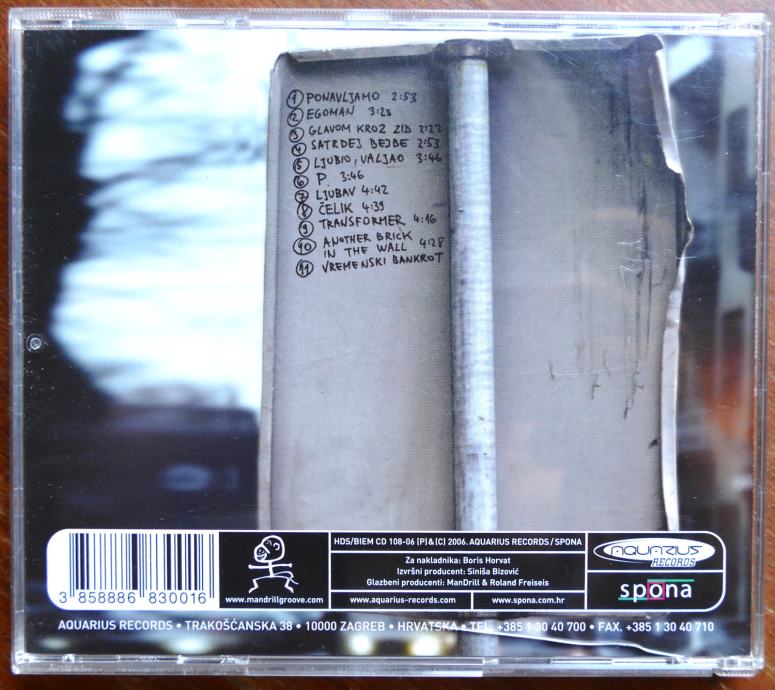 1 PONAVLJAMO 2:53
2 EGOMAN 3:23
3 GLAVOM KROZ ZID 2:22
4 SATRDEJ BEJBE 2:53
5 LJUBIO, VALJAO 3:46
6 P. 3:46
7 LJUBAV 4:42
8 ČELIK 4:39
9 TRANSFORMER 4:16
10 ANOTHER BRICK
IN THE WALL 4:28
11 VREMENSKI BANKROT
3 858886 830016
www.mandrillgroove.com
HDS/BIEM CD 108-06 (P)&(C) 2006. AQUARIUS RECORDS/SPONA
Za nakladnika: Boris Horvat
Izvršni producent: Siniša Bizović
Glazbeni producenti: ManDrill & Roland Freiseis
www.aquarius-records.com
www.spona.com.hr
AQUARIUS
RECORDS
spona
AQUARIUS RECORDS • TRAKOŠĆANSKA 38 • 10000 ZAGREB • HRVATSKA • TEL. +385 1 30 40 700 • FAX. +385 1 30 40 710